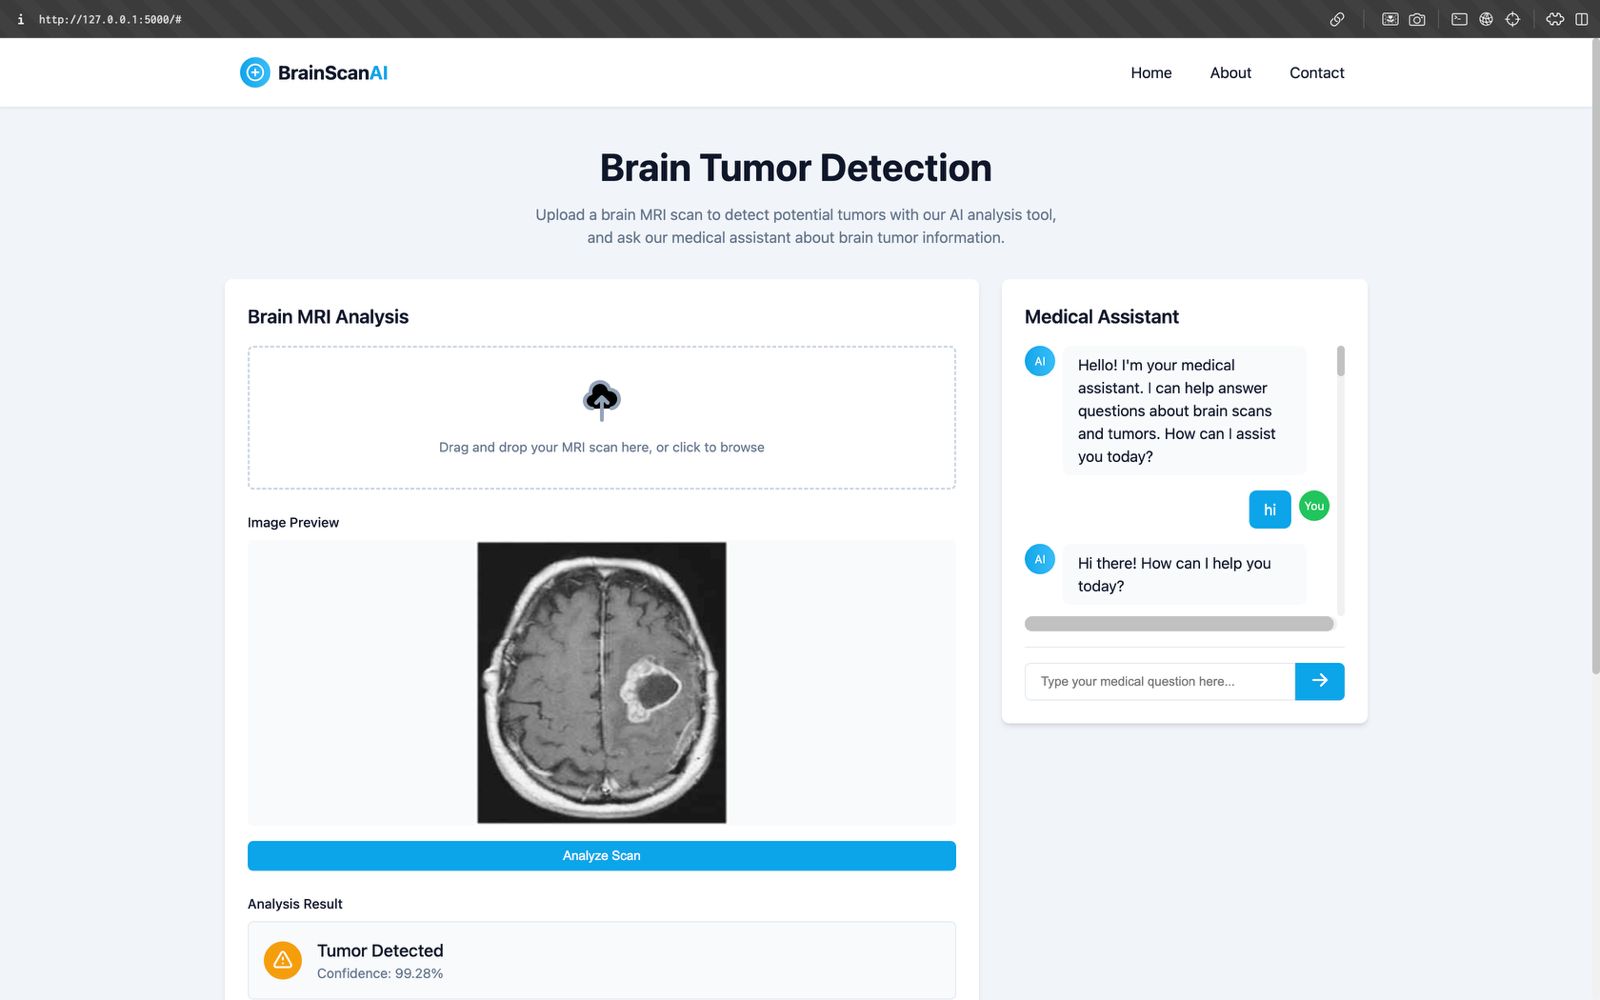 i http://127.0.0.1:5000/#
BrainScanAI
Home About Contact
Brain Tumor Detection
Upload a brain MRI scan to detect potential tumors with our AI analysis tool,
and ask our medical assistant about brain tumor information.
Brain MRI Analysis
Drag and drop your MRI scan here, or click to browse
Image Preview
Analyze Scan
Analysis Result
Tumor Detected
Confidence: 99.28%
Medical Assistant
AI
Hello! I'm your medical
assistant. I can help answer
questions about brain scans
and tumors. How can I assist
you today?
hi
You
AI
Hi there! How can I help you
today?
Type your medical question here...